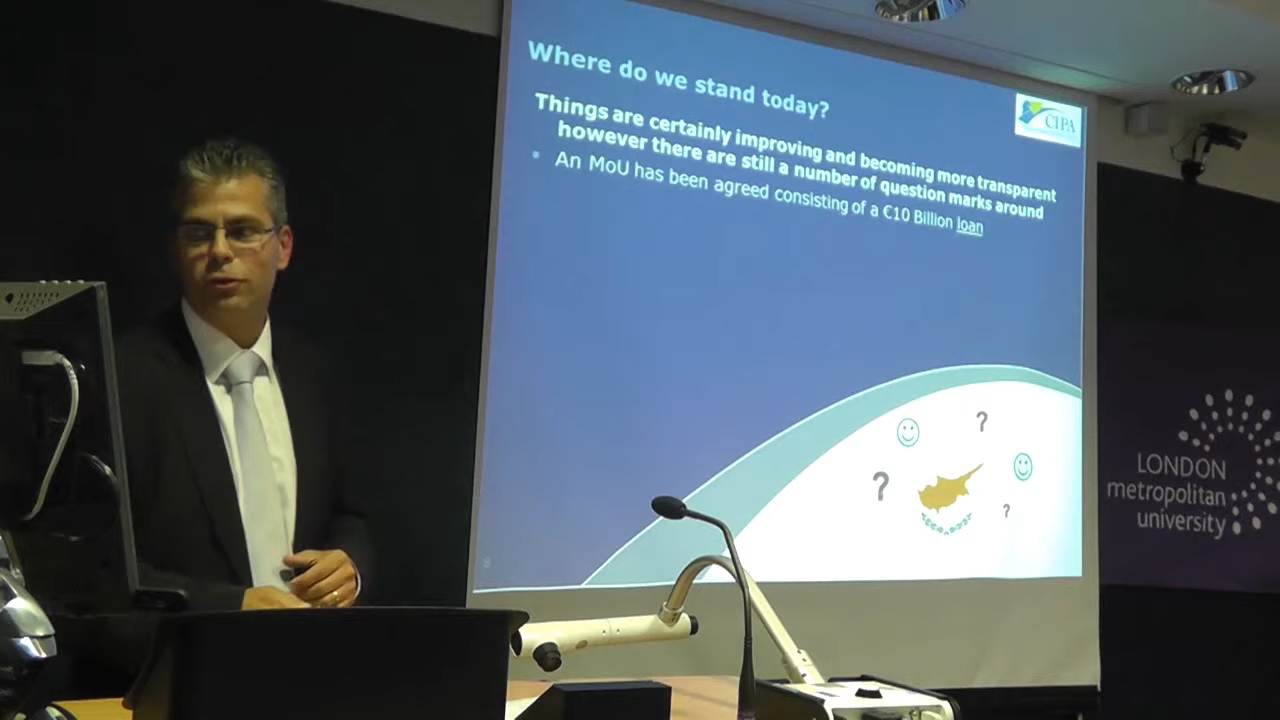 Where do we stand today?
Things are certainly improving and becoming more transparent
however there are still a number of question marks around
• An MoU has been agreed consisting of a €10 Billion loan
CIPA
? 
?
?
LONDON
metropolitan
university